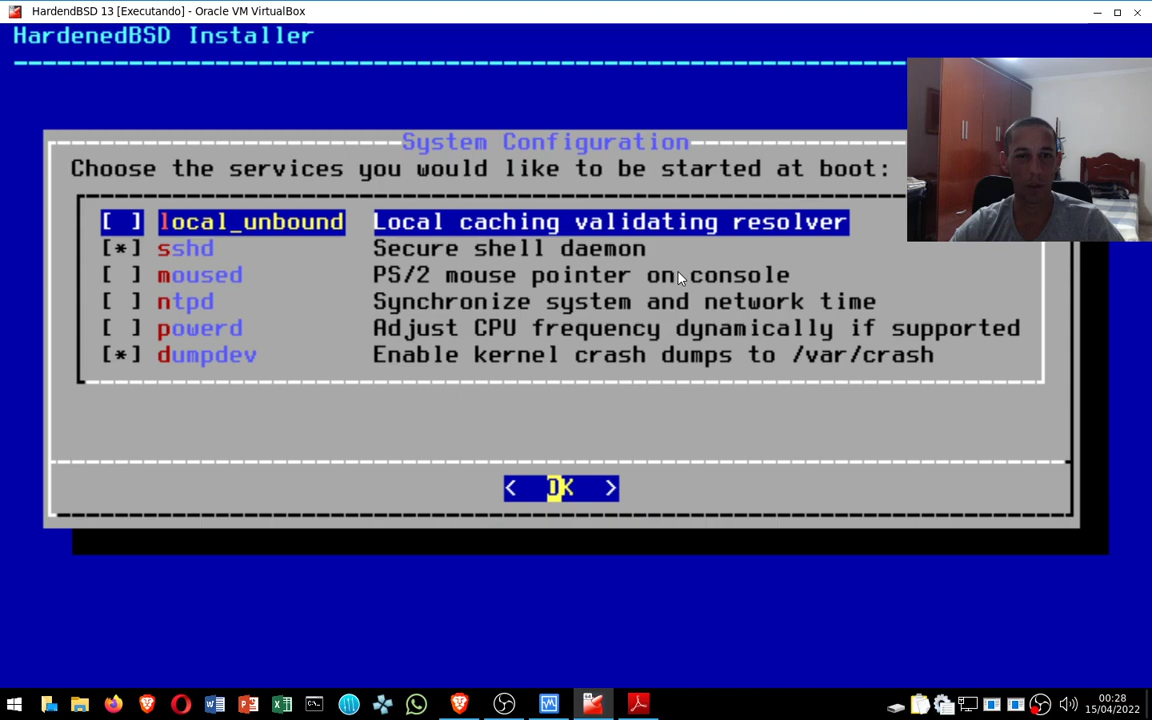 HardendBSD 13 [Executando] - Oracle VM VirtualBox
HardenedBSD Installer
System Configuration
Choose the services you would like to be started at boot:
[ ] local_unbound Local caching validating resolver
[*] sshd Secure shell daemon
[ ] moused PS/2 mouse pointer on console
[ ] ntpd Synchronize system and network time
[ ] powerd Adjust CPU frequency dynamically if supported
[*] dumpdev Enable kernel crash dumps to /var/crash
< OK >
00:28
15/04/2022